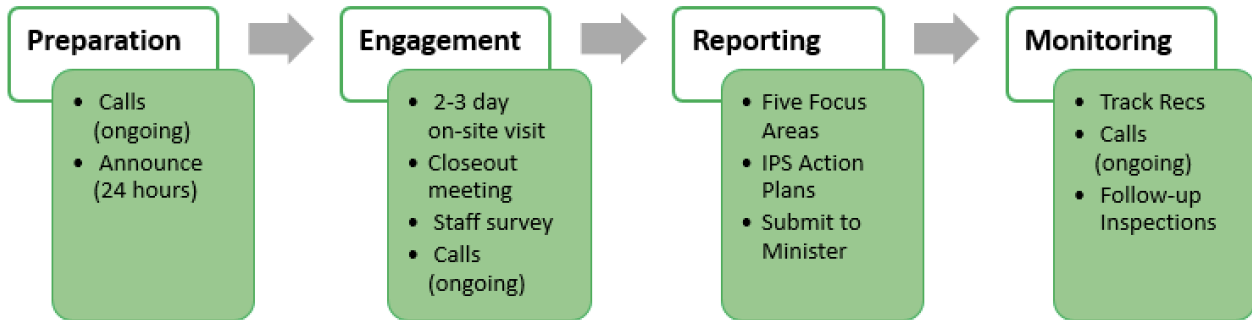 Preparation
• Calls
(ongoing)
• Announce
(24 hours)
Engagement
• 2-3 day
on-site visit
• Closeout
meeting
• Staff survey
• Calls
(ongoing)
Reporting
• Five Focus
Areas
• IPS Action
Plans
• Submit to
Minister
Monitoring
• Track Recs
• Calls
(ongoing)
• Follow-up
Inspections